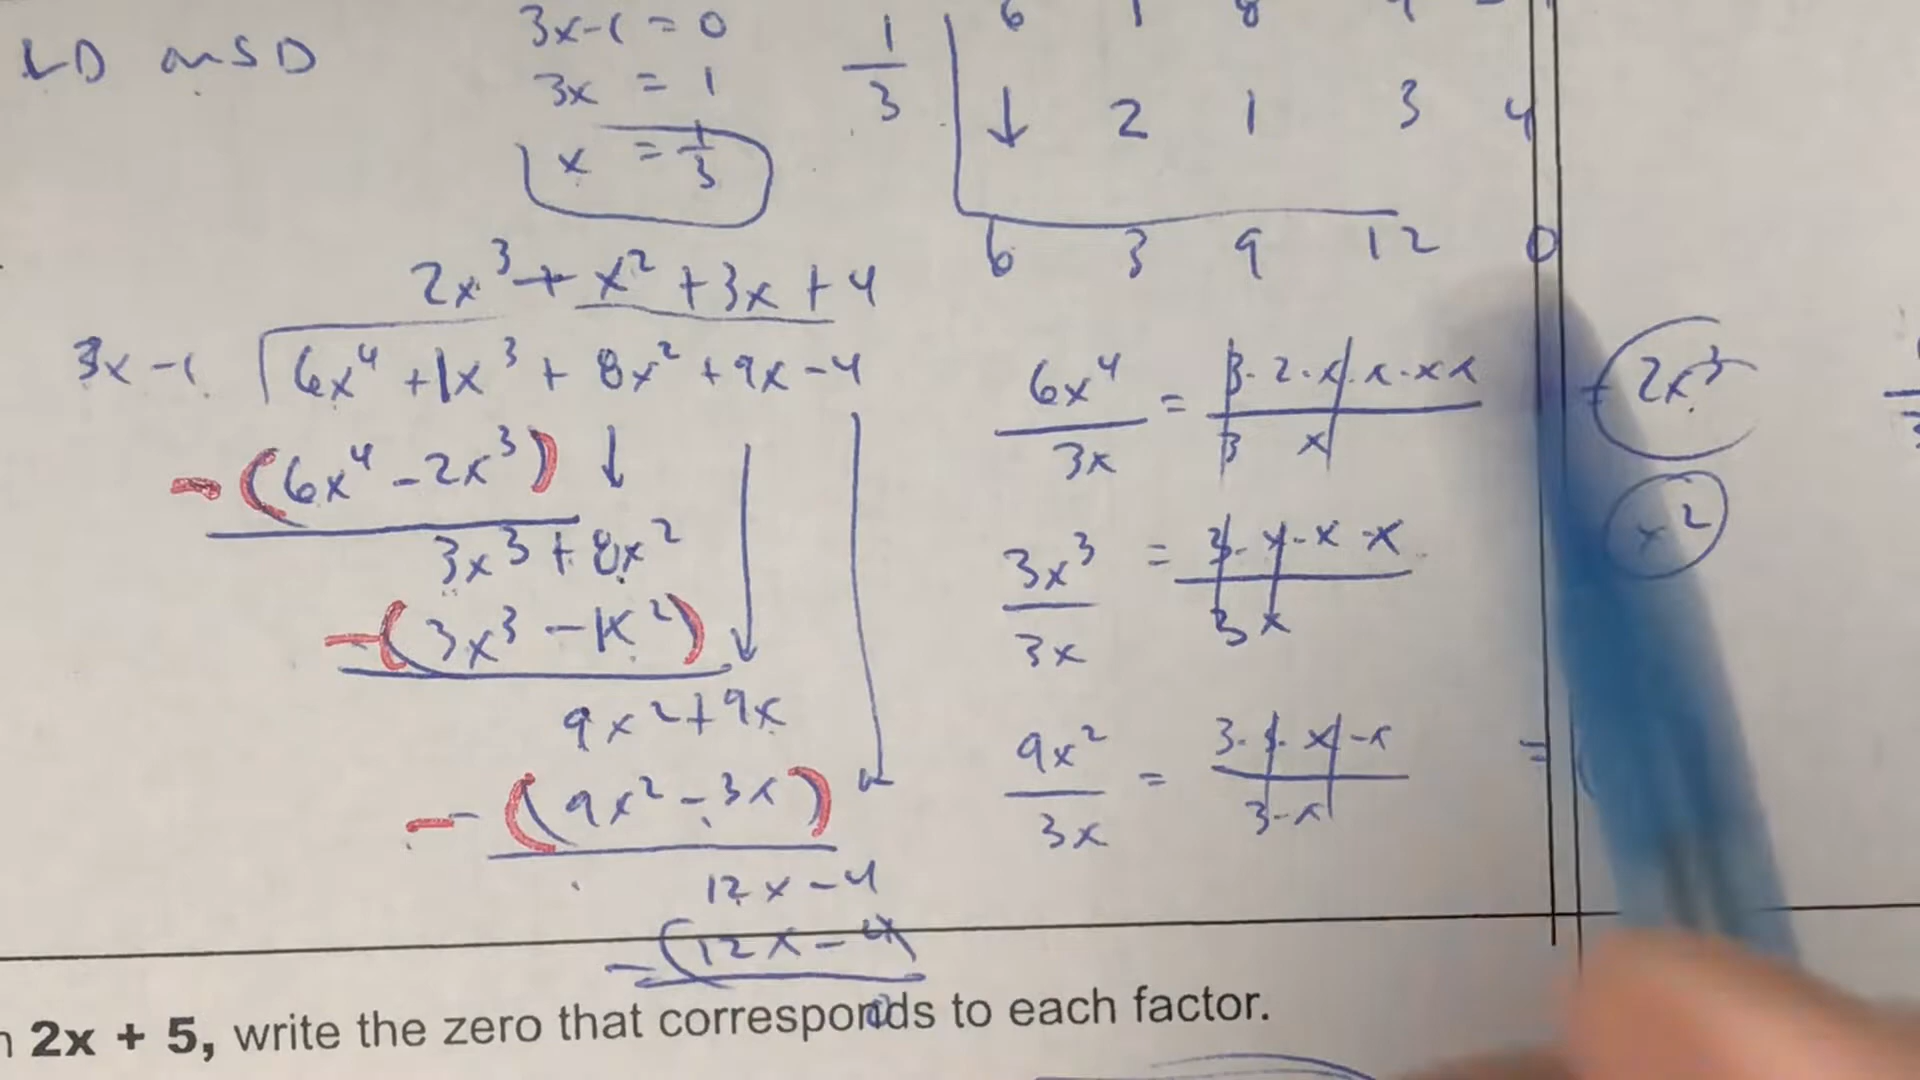 LD
3x-1 = 0
3x = 1
x = 1/3
1/3
6 1 8 9
↓ 2 1 3 4
6 3 9 12 0
2x³ + x² + 3x + 4
3x - 1
6x⁴ + 1x³ + 8x² + 9x - 4
-(6x⁴ - 2x³) ↓
3x³ + 8x²
-(3x³ - 1x²)
9x² + 9x
-(9x² - 3x)
12x - 4
-(12x - 4)
0
6x⁴/3x = 3·2·x·x·x·x/3 x = 2x³
3x³/3x = 3·x·x·x/3 x x²
9x²/3x = 3·3·x·x/3·x =
2x + 5, write the zero that corresponds to each factor.